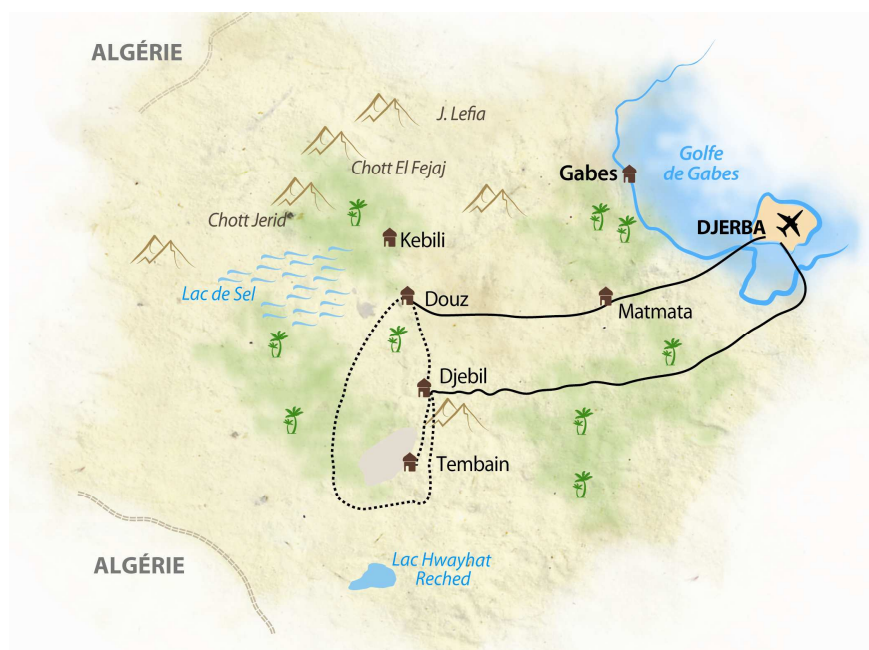 ALGÉRIE
J. Lefia
Golfe
de Gabes
Chott El Fejaj
Gabes
Chott Jerid
DJERBA
Kebili
Lac de Sel
Douz
Matmata
Djebil
Tembain
Lac Hwayhat
Reched
ALGÉRIE